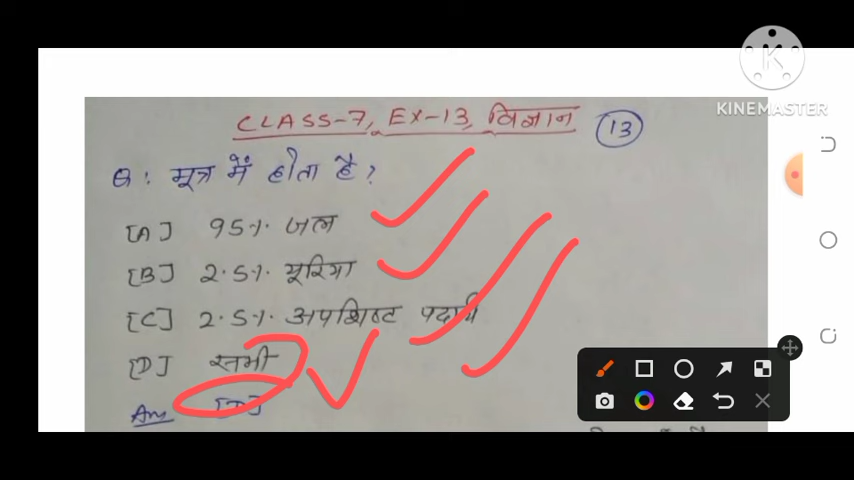 KINEMASTER
CLASS-7, EX-13, विज्ञान (13)
Q: मूत्र में होता है?
[A] 95% जल
[B] 2.5% यूरिया
[C] 2.5% अपशिष्ट पदार्थ
[D] सभी
Ans [D]